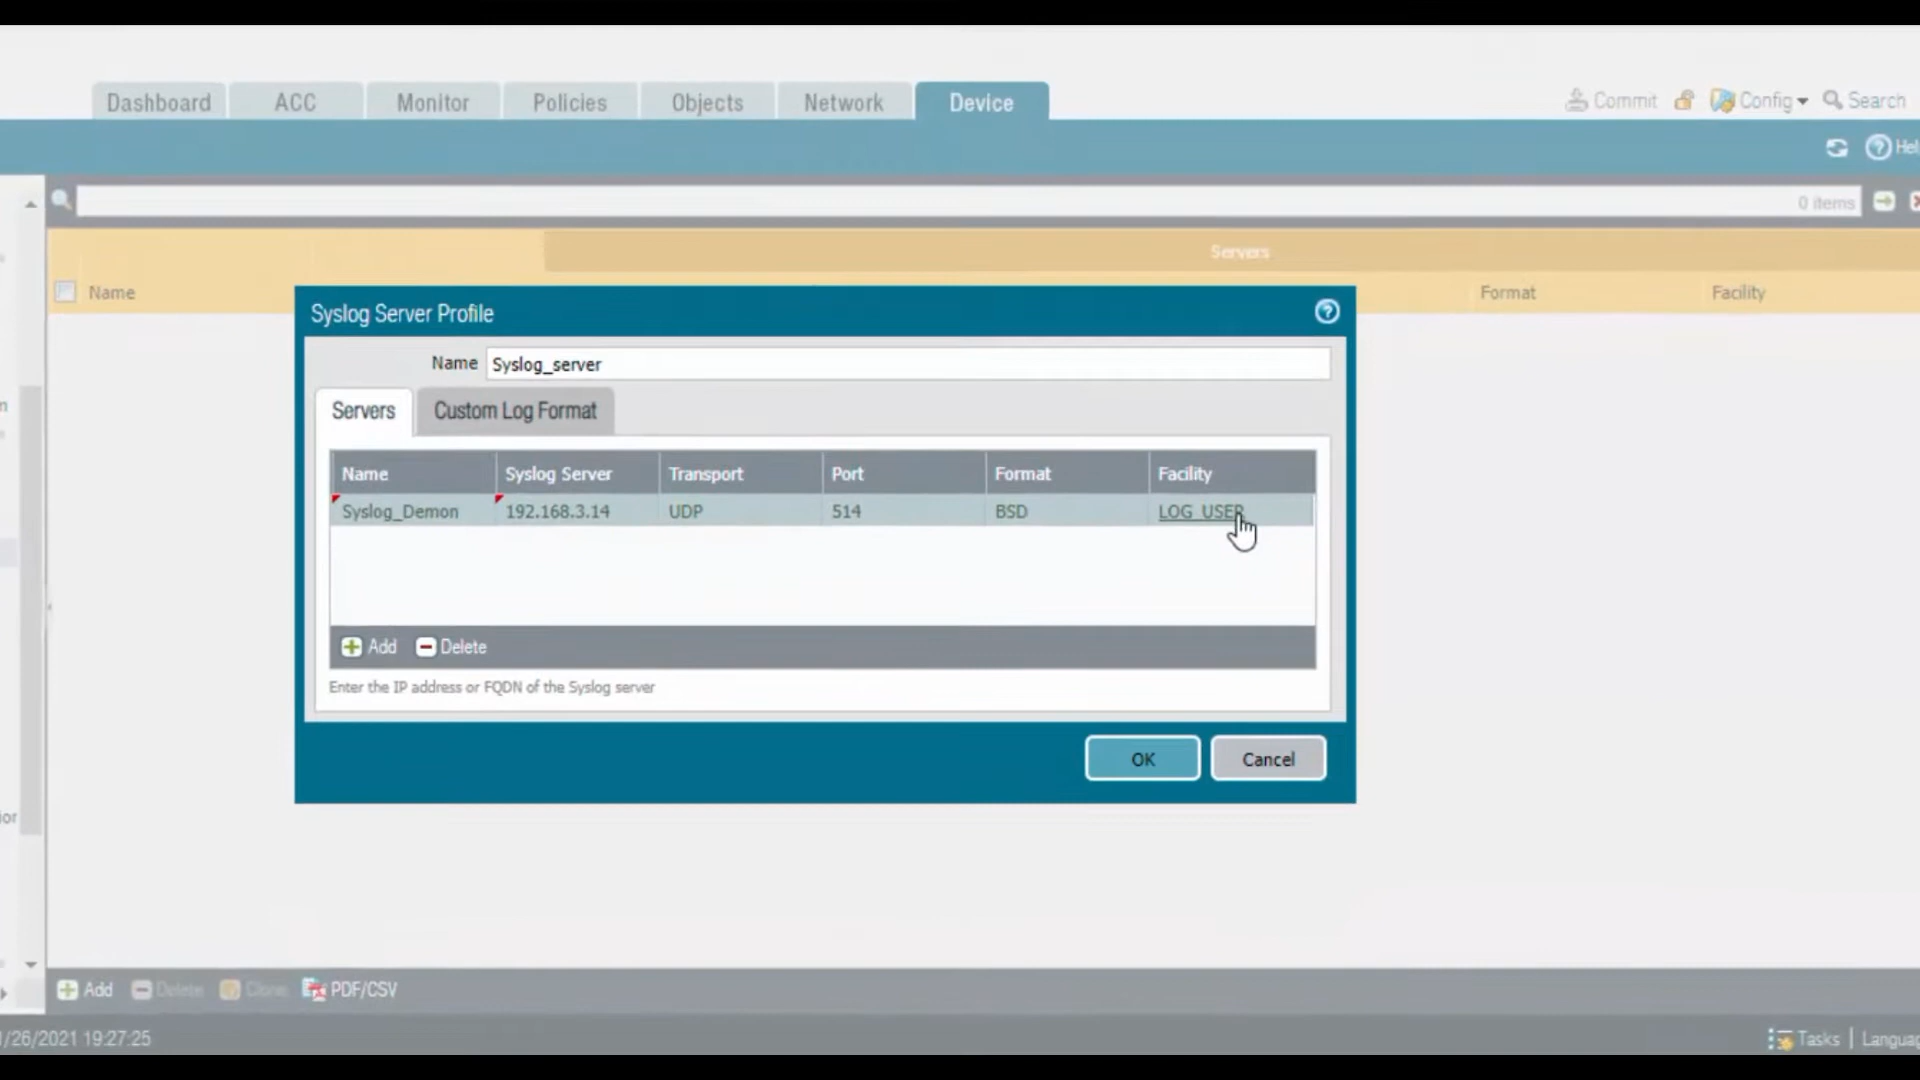 Dashboard ACC Monitor Policies Objects Network Device Commit Config Search
0 items
Servers
Name Format Facility
Syslog Server Profile
Name Syslog_server
Servers Custom Log Format
Name Syslog Server Transport Port Format Facility
Syslog_Demon 192.168.3.14 UDP 514 BSD LOG_USER
Add Delete
Enter the IP address or FQDN of the Syslog server
OK Cancel
Add Delete Clone PDF/CSV
/26/2021 19:27:25 Tasks